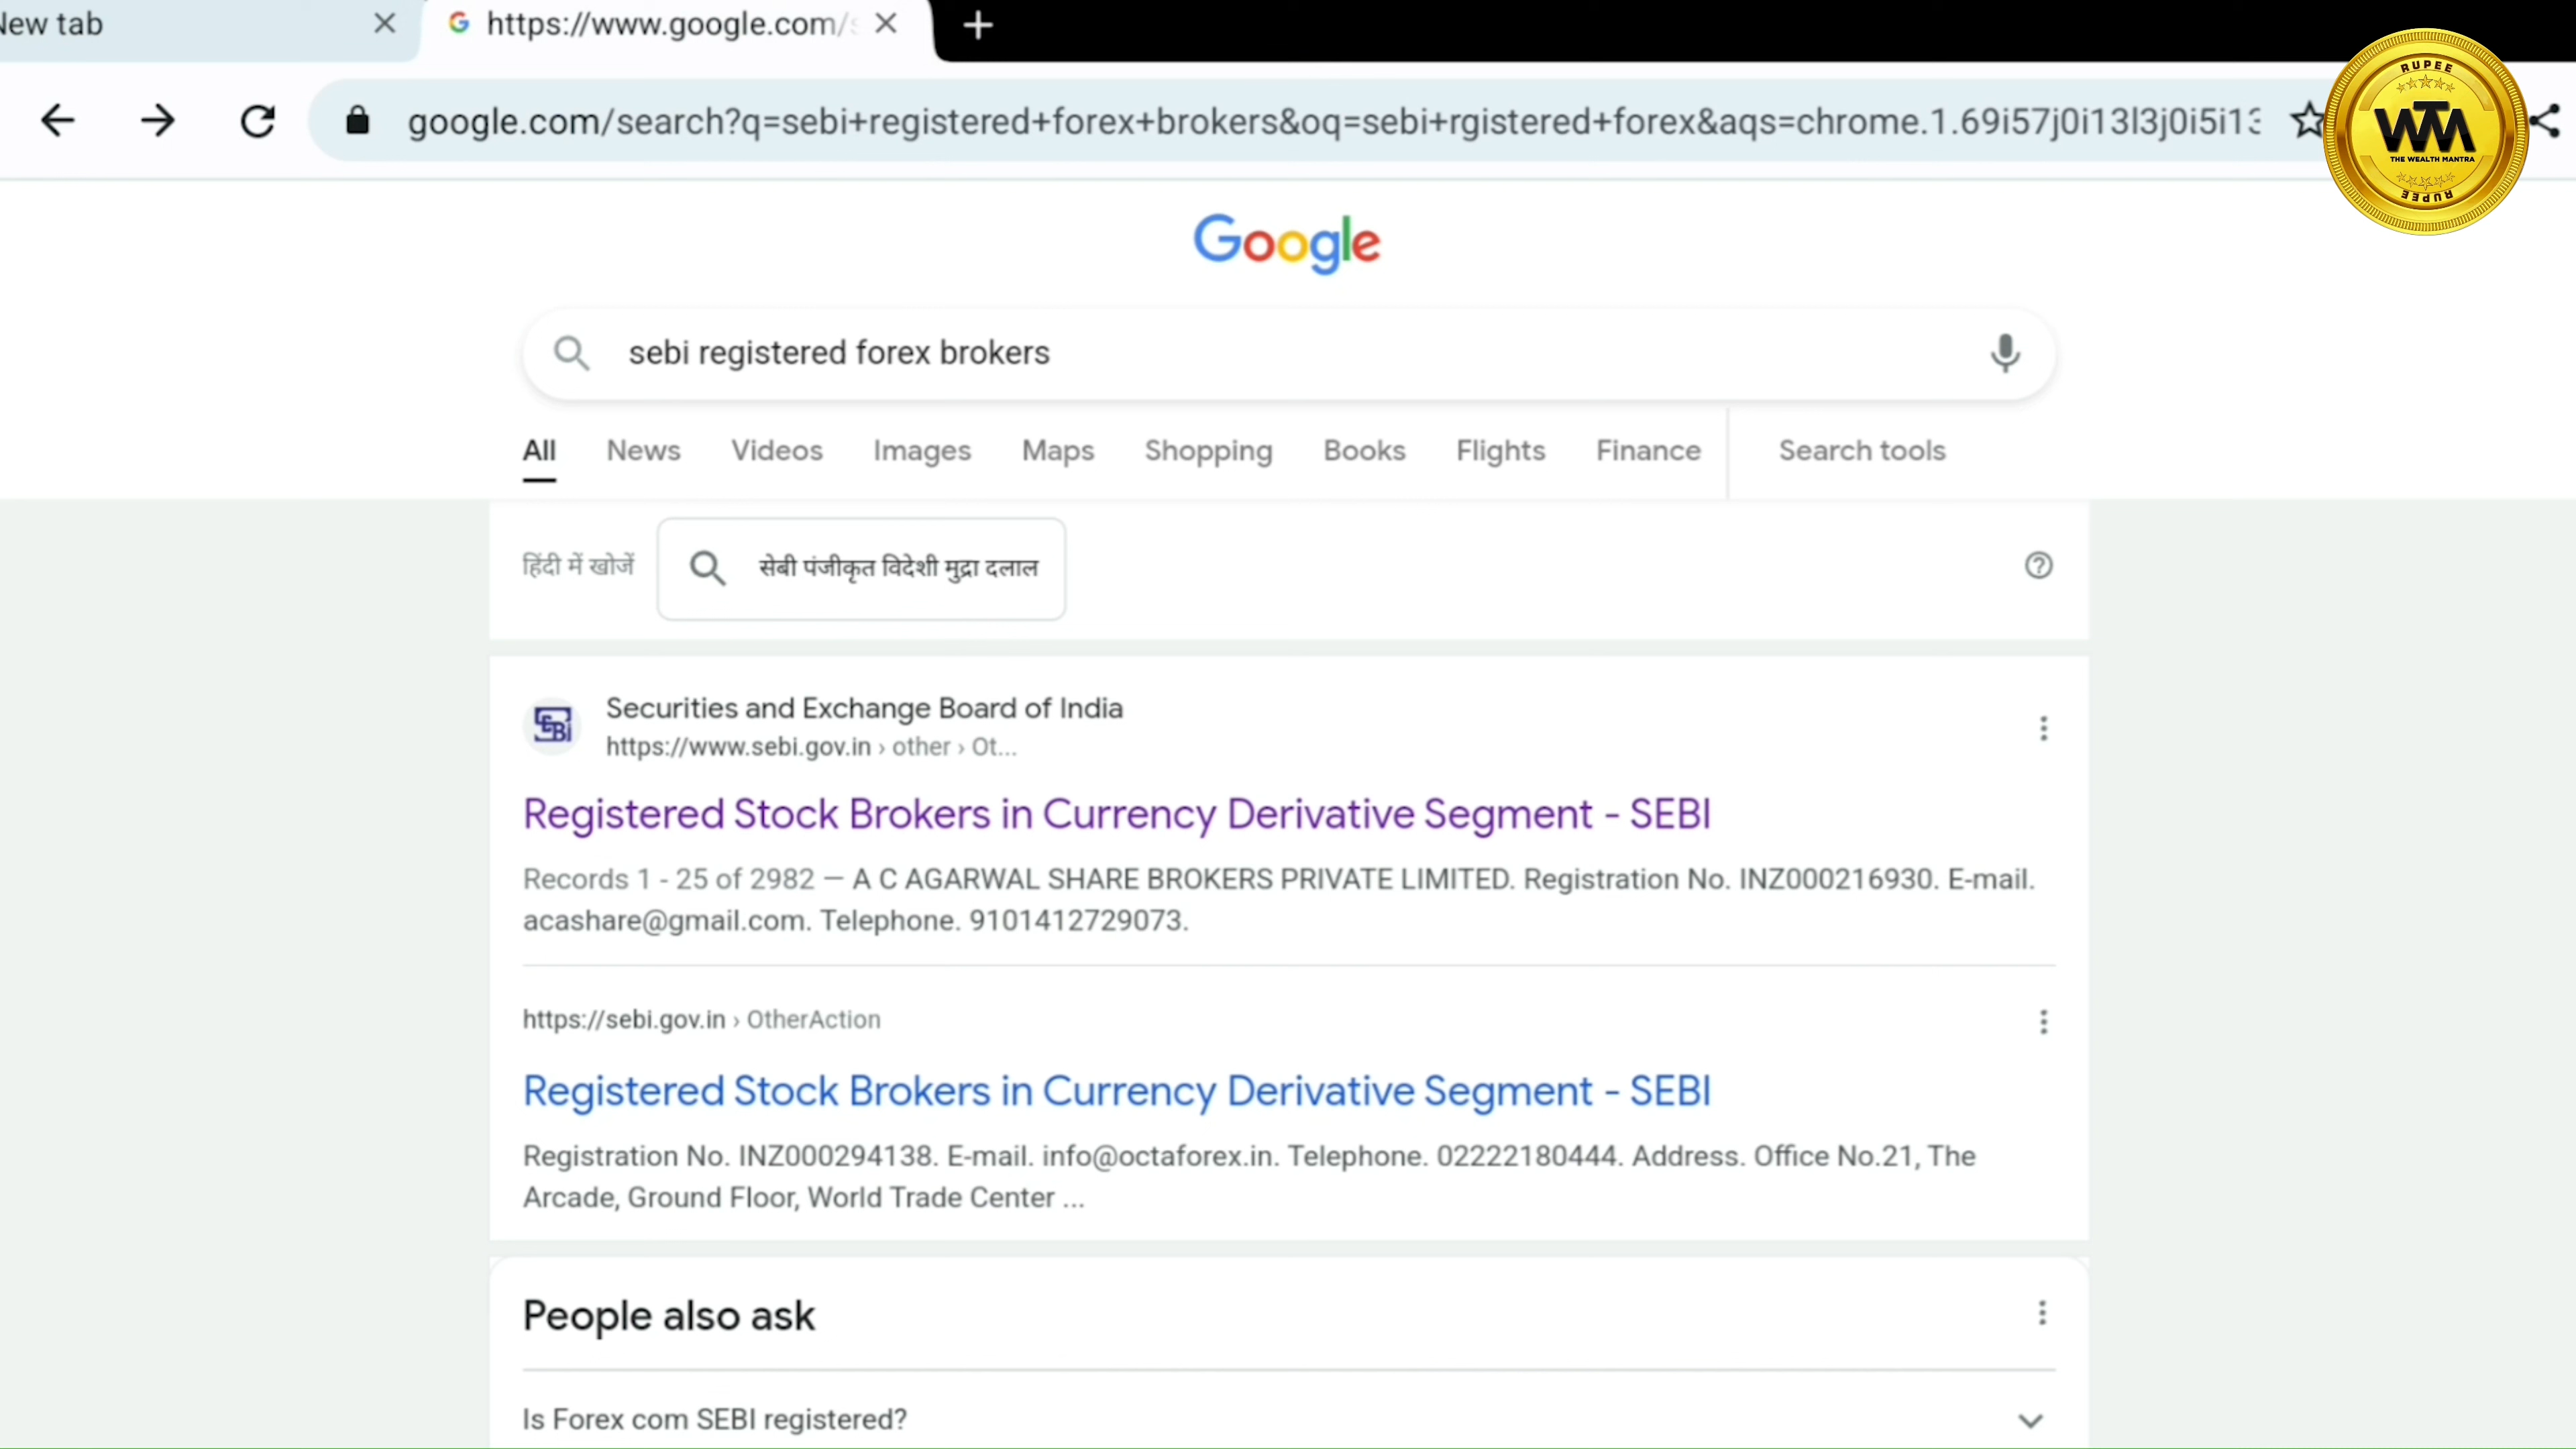 New tab
https://www.google.com/s
google.com/search?q=sebi+registered+forex+brokers&oq=sebi+rgistered+forex&aqs=chrome.1.69i57j0i13l3j0i5i13
RUPEE
WTM
THE WEALTH MANTRA
RUPEE
Google
sebi registered forex brokers
All News Videos Images Maps Shopping Books Flights Finance Search tools
हिंदी में खोजें सेबी पंजीकृत विदेशी मुद्रा दलाल
SEBI
Securities and Exchange Board of India
https://www.sebi.gov.in › other › Ot...
Registered Stock Brokers in Currency Derivative Segment - SEBI
Records 1 - 25 of 2982 — A C AGARWAL SHARE BROKERS PRIVATE LIMITED. Registration No. INZ000216930. E-mail.
acashare@gmail.com. Telephone. 9101412729073.
https://sebi.gov.in › OtherAction
Registered Stock Brokers in Currency Derivative Segment - SEBI
Registration No. INZ000294138. E-mail. info@octaforex.in. Telephone. 02222180444. Address. Office No.21, The
Arcade, Ground Floor, World Trade Center ...
People also ask
Is Forex com SEBI registered?